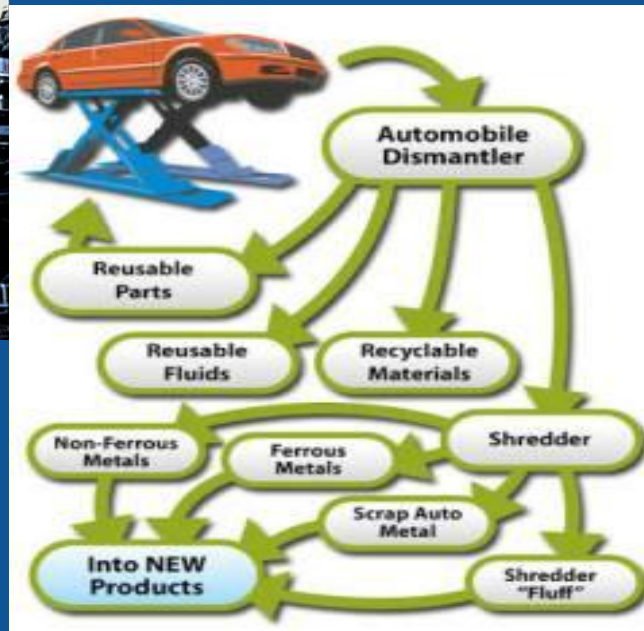 Automobile
Dismantler
Reusable
Parts
Reusable
Fluids
Recyclable
Materials
Non-Ferrous
Metals
Ferrous
Metals
Shredder
Scrap Auto
Metal
Into NEW
Products
Shredder
"Fluff"